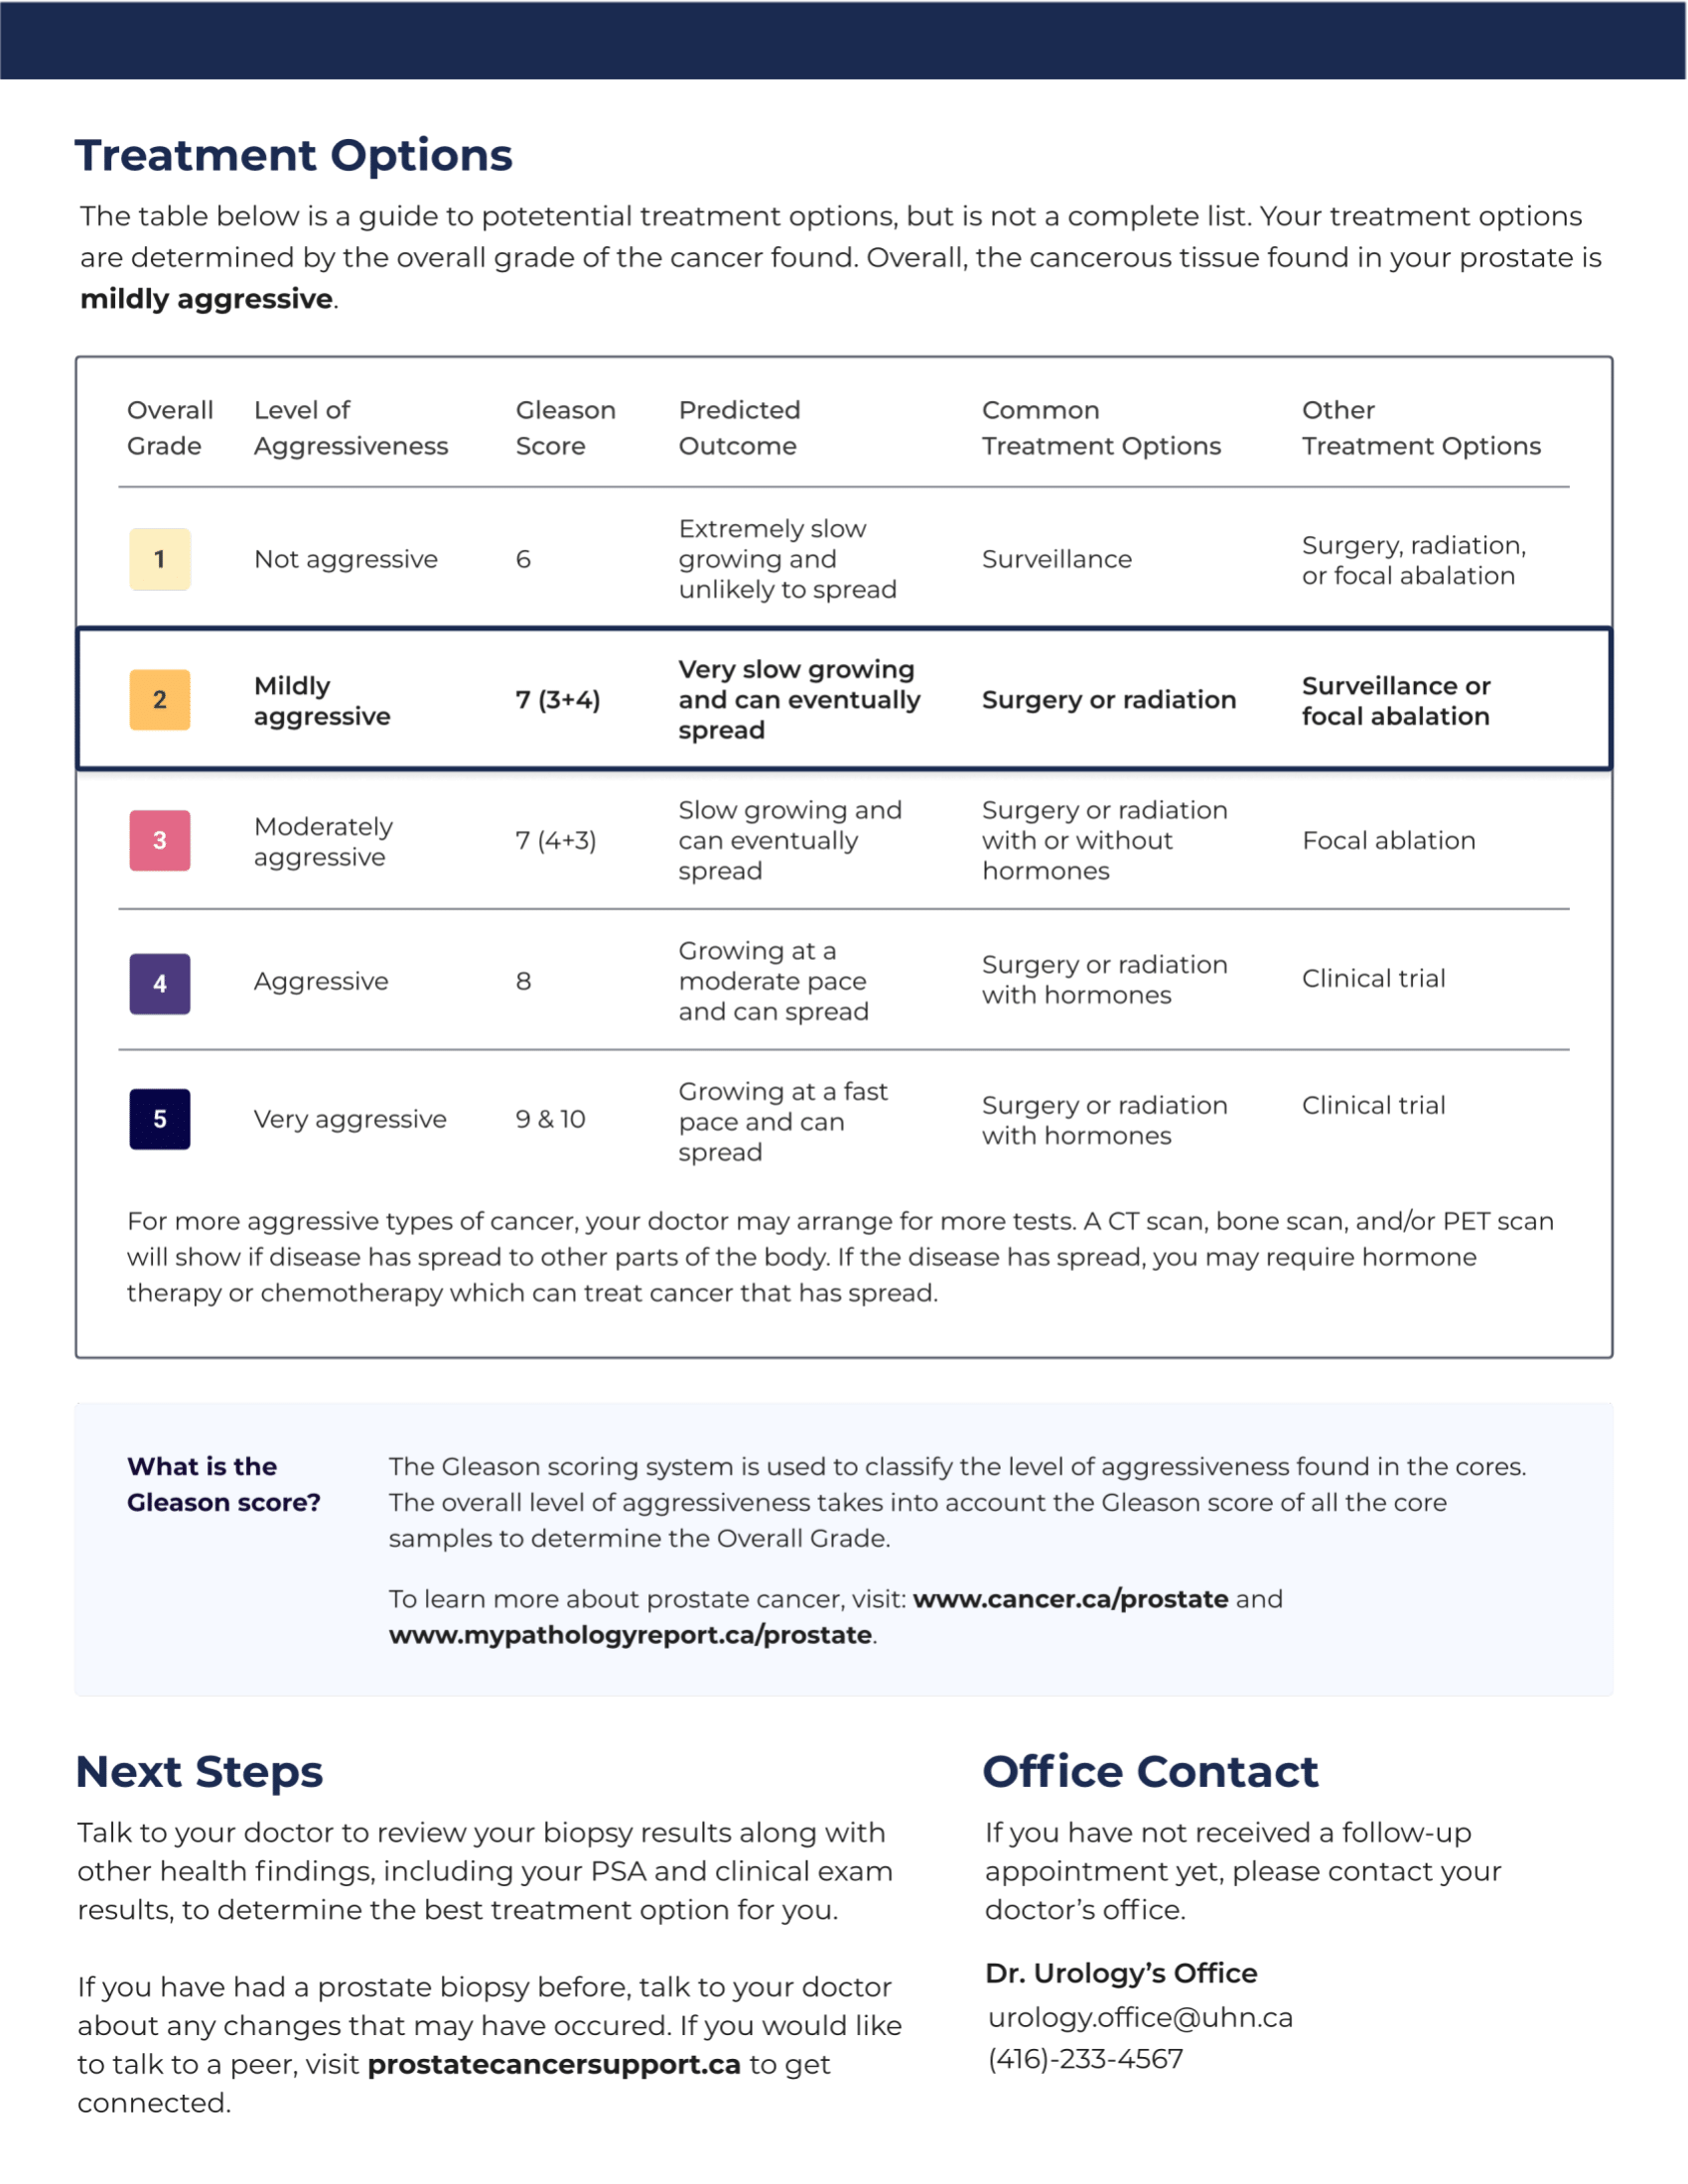 Treatment Options
The table below is a guide to potetential treatment options, but is not a complete list. Your treatment options
are determined by the overall grade of the cancer found. Overall, the cancerous tissue found in your prostate is
mildly aggressive.
Overall Grade
Level of Aggressiveness
Gleason Score
Predicted Outcome
Common Treatment Options
Other Treatment Options
1
Not aggressive
6
Extremely slow
growing and
unlikely to spread
Surveillance
Surgery, radiation,
or focal abalation
2
Mildly
aggressive
7 (3+4)
Very slow growing
and can eventually
spread
Surgery or radiation
Surveillance or
focal abalation
3
Moderately
aggressive
7 (4+3)
Slow growing and
can eventually
spread
Surgery or radiation
with or without
hormones
Focal ablation
4
Aggressive
8
Growing at a
moderate pace
and can spread
Surgery or radiation
with hormones
Clinical trial
5
Very aggressive
9 & 10
Growing at a fast
pace and can
spread
Surgery or radiation
with hormones
Clinical trial
For more aggressive types of cancer, your doctor may arrange for more tests. A CT scan, bone scan, and/or PET scan
will show if disease has spread to other parts of the body. If the disease has spread, you may require hormone
therapy or chemotherapy which can treat cancer that has spread.
What is the
Gleason score?
The Gleason scoring system is used to classify the level of aggressiveness found in the cores.
The overall level of aggressiveness takes into account the Gleason score of all the core
samples to determine the Overall Grade.
To learn more about prostate cancer, visit: www.cancer.ca/prostate and
www.mypathologyreport.ca/prostate.
Next Steps
Talk to your doctor to review your biopsy results along with
other health findings, including your PSA and clinical exam
results, to determine the best treatment option for you.
If you have had a prostate biopsy before, talk to your doctor
about any changes that may have occured. If you would like
to talk to a peer, visit prostatecancersupport.ca to get
connected.
Office Contact
If you have not received a follow-up
appointment yet, please contact your
doctor's office.
Dr. Urology's Office
urology.office@uhn.ca
(416)-233-4567